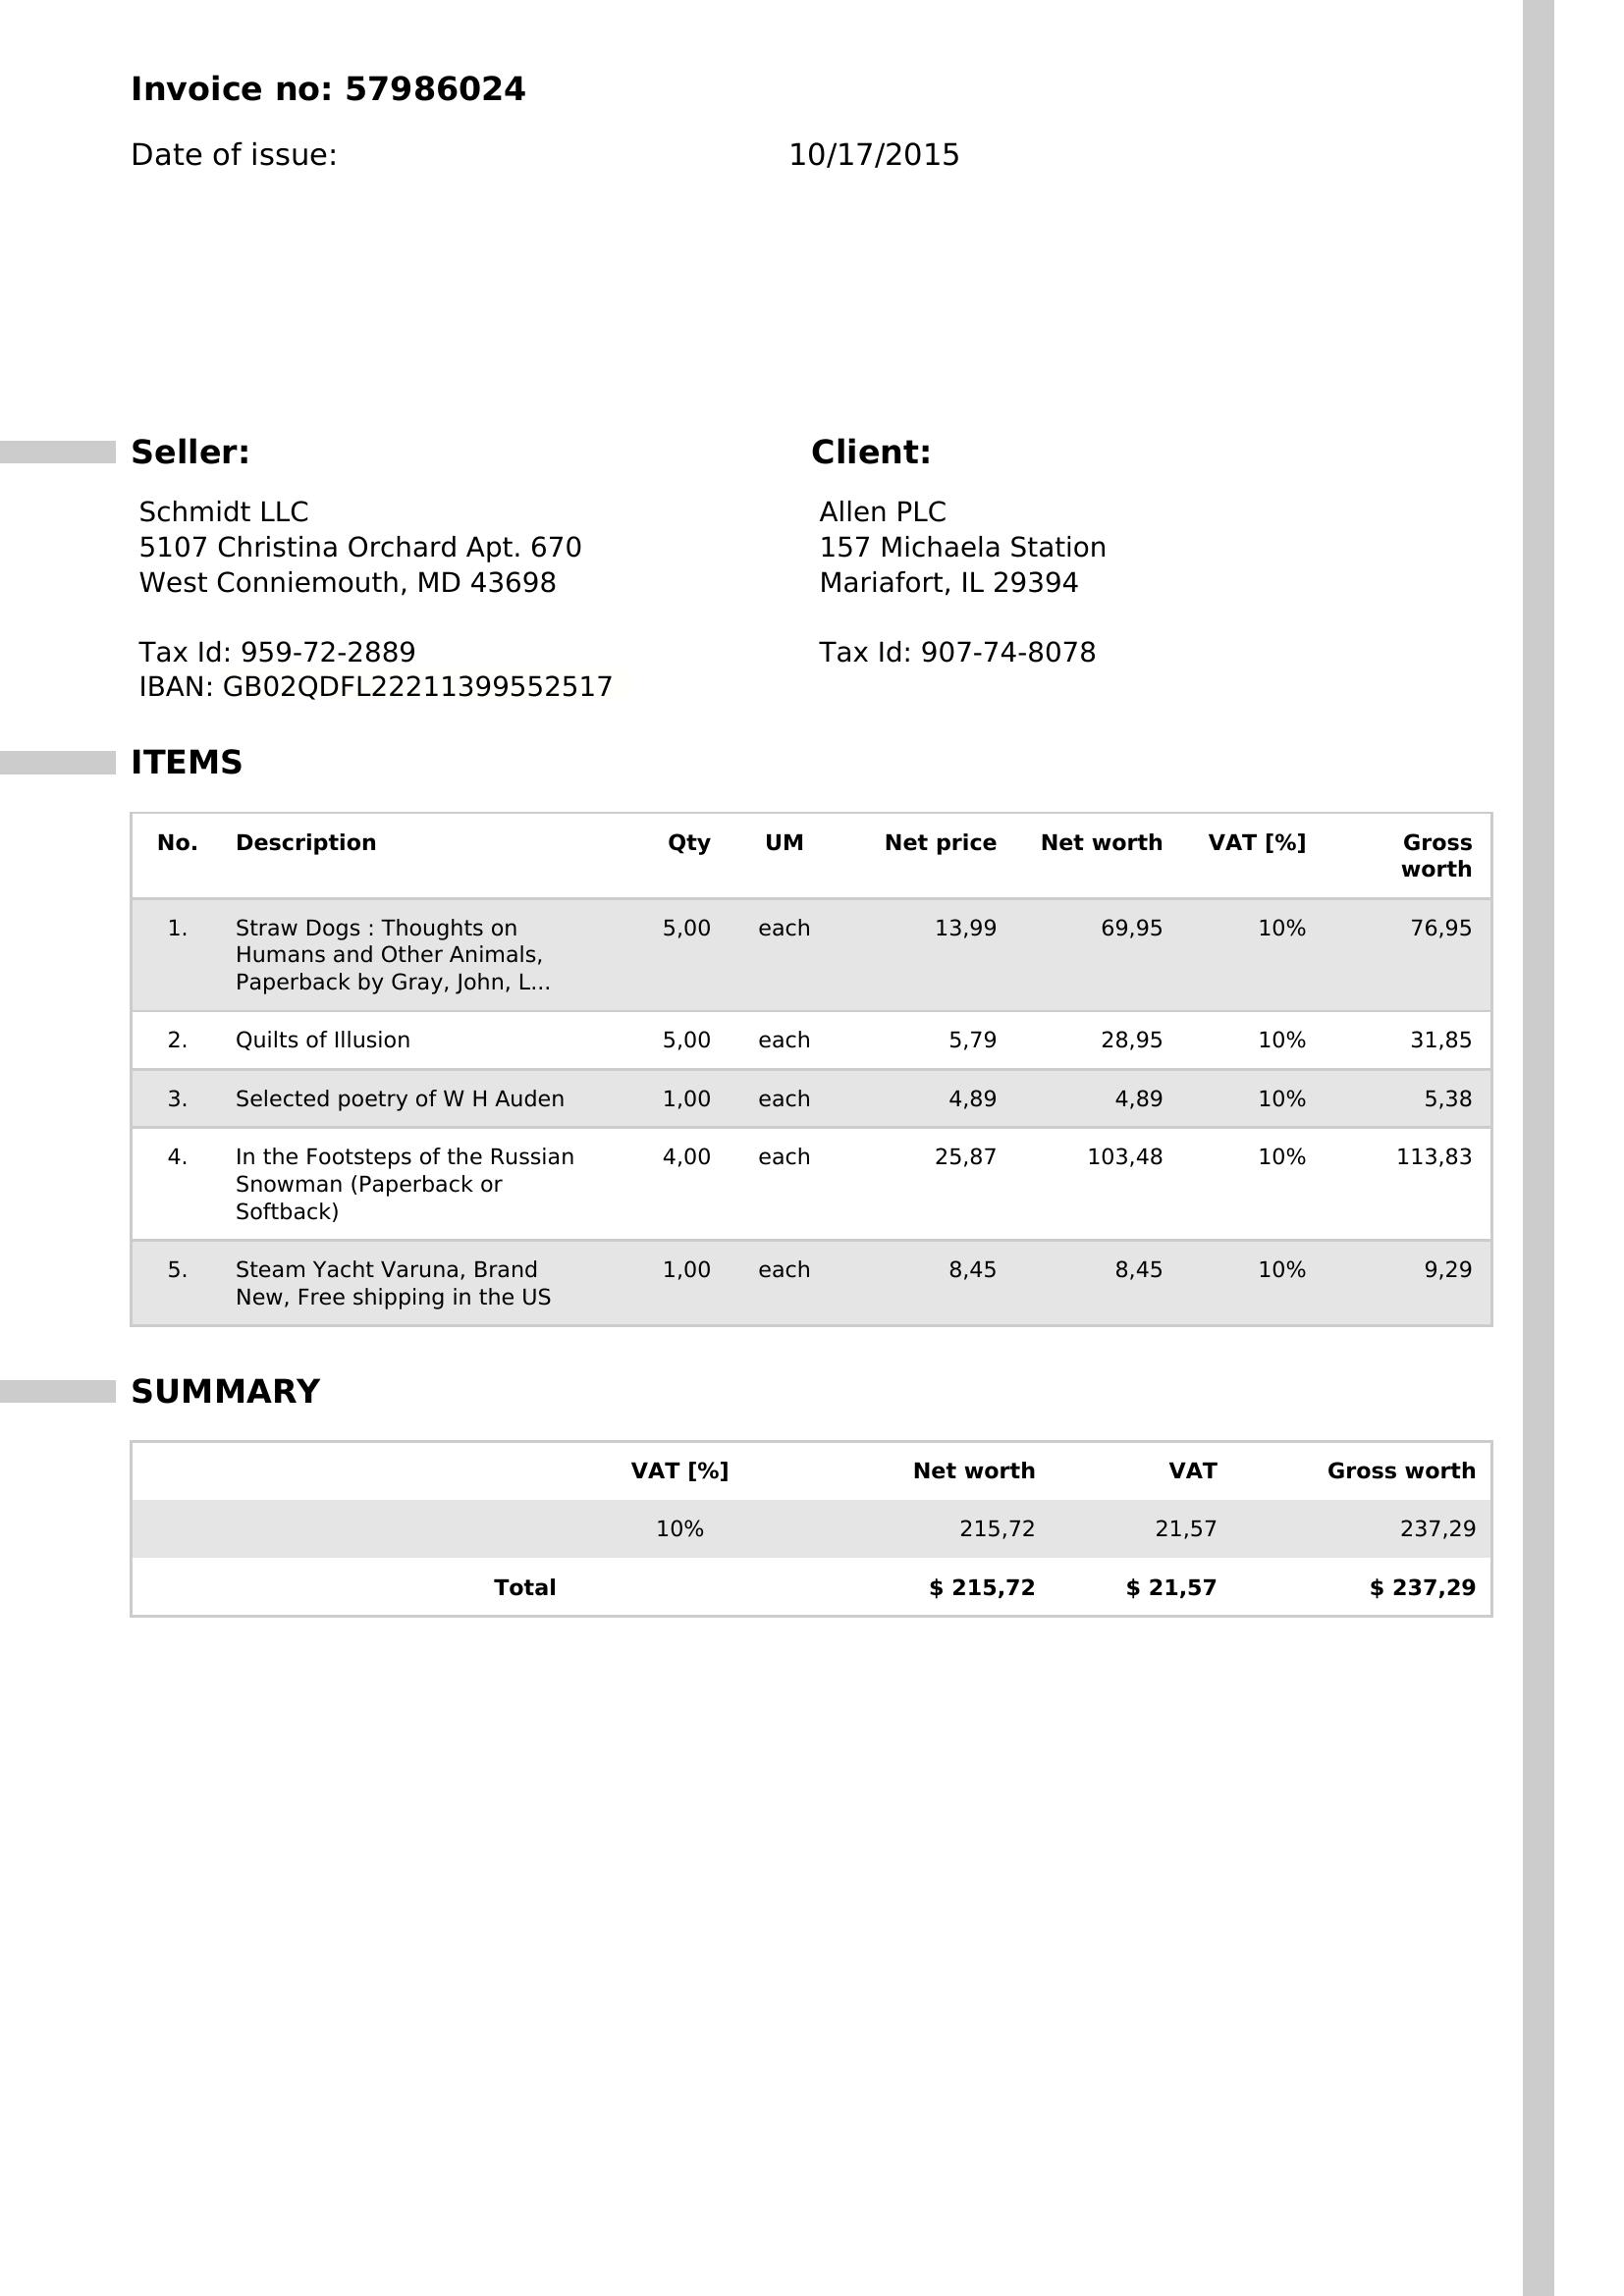 Invoice no: 57986024
Date of issue: 10/17/2015
Seller:
Schmidt LLC
5107 Christina Orchard Apt. 670
West Conniemouth, MD 43698
Tax Id: 959-72-2889
IBAN: GB02QDFL22211399552517
Client:
Allen PLC
157 Michaela Station
Mariafort, IL 29394
Tax Id: 907-74-8078
ITEMS
No. Description Qty UM Net price Net worth VAT [%] Gross
worth
1. Straw Dogs : Thoughts on 5,00 each 13,99 69,95 10% 76,95
Humans and Other Animals,
Paperback by Gray, John, L...
2. Quilts of Illusion 5,00 each 5,79 28,95 10% 31,85
3. Selected poetry of W H Auden 1,00 each 4,89 4,89 10% 5,38
4. In the Footsteps of the Russian 4,00 each 25,87 103,48 10% 113,83
Snowman (Paperback or
Softback)
5. Steam Yacht Varuna, Brand 1,00 each 8,45 8,45 10% 9,29
New, Free shipping in the US
SUMMARY
VAT [%] Net worth VAT Gross worth
10% 215,72 21,57 237,29
Total $ 215,72 $ 21,57 $ 237,29